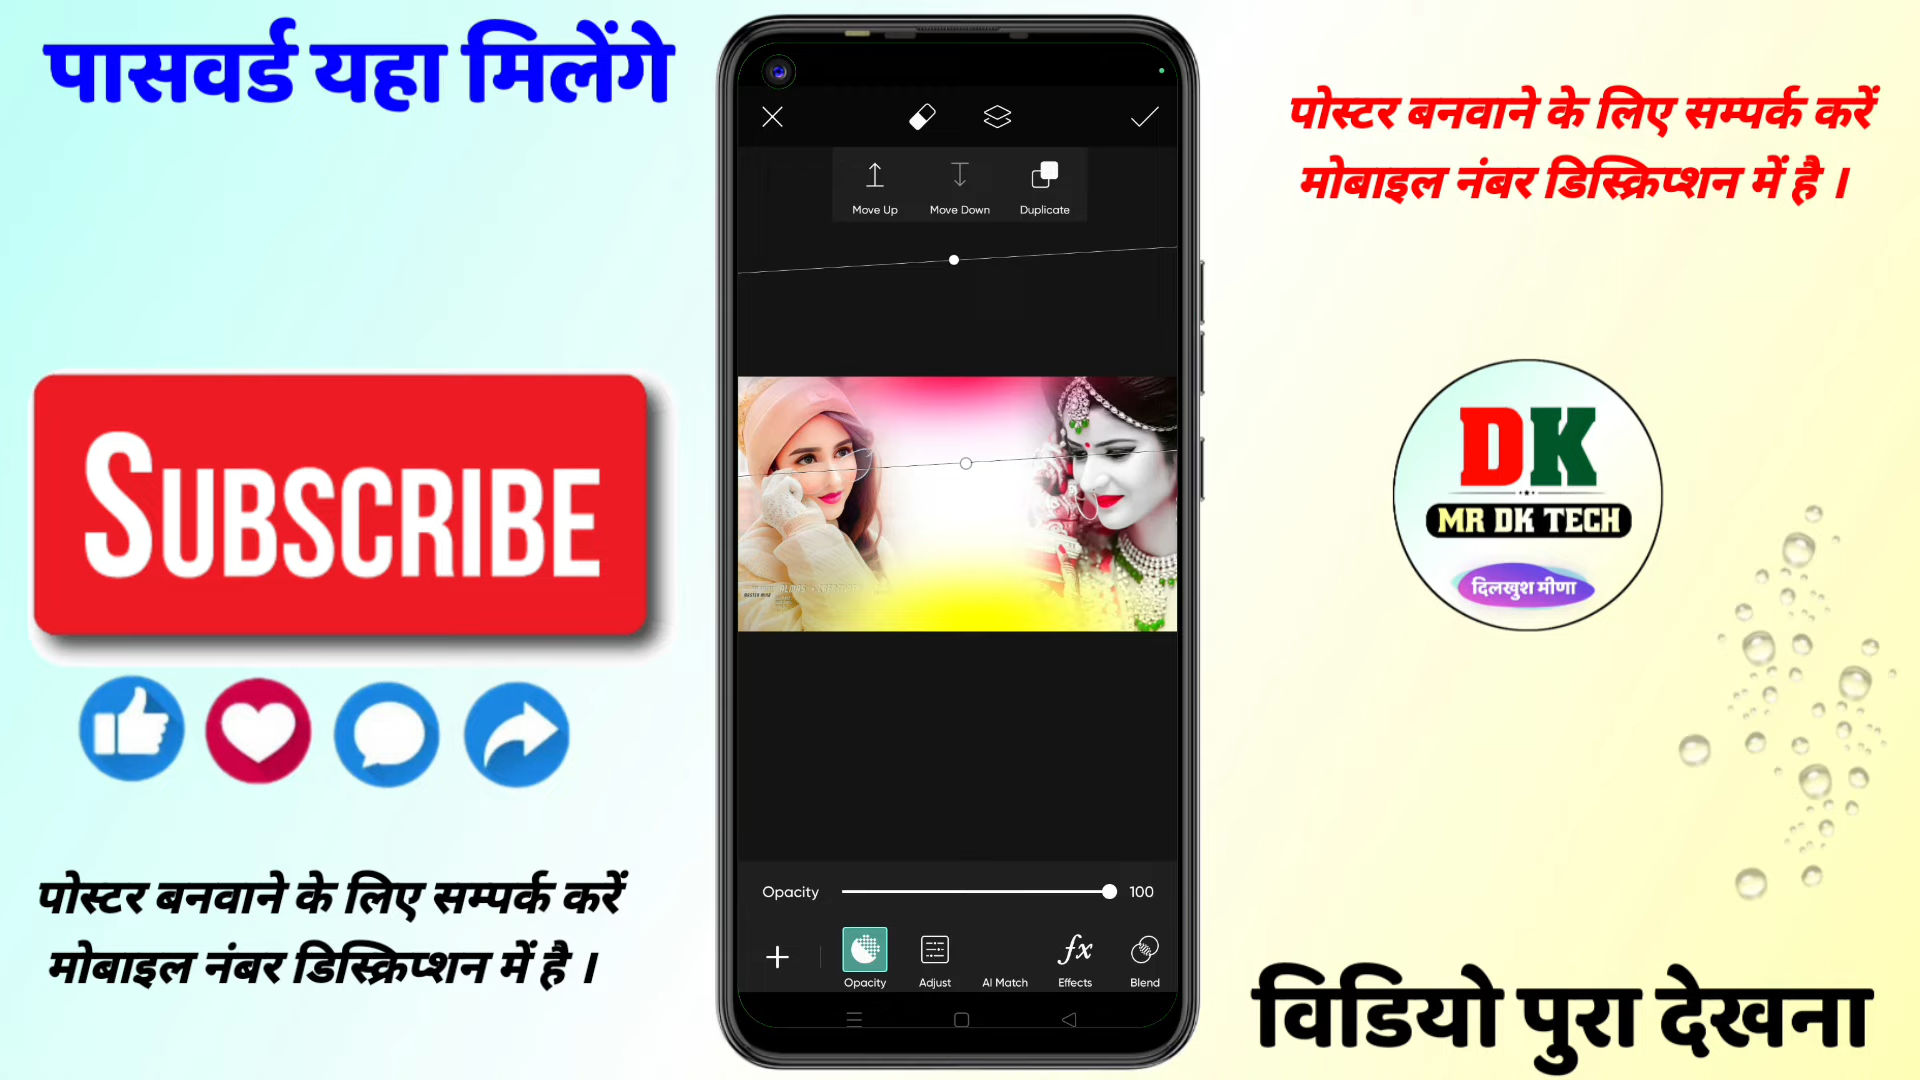 पासवर्ड यहा मिलेंगे
पोस्टर बनवाने के लिए सम्पर्क करें
मोबाइल नंबर डिस्क्रिप्शन में है ।
Move Up
Move Down
Duplicate
SUBSCRIBE
DK
MR DK TECH
दिलखुश मीणा
Opacity
100
Opacity
Adjust
AI Match
fx
Effects
Blend
पोस्टर बनवाने के लिए सम्पर्क करें
मोबाइल नंबर डिस्क्रिप्शन में है ।
विडियो पुरा देखना